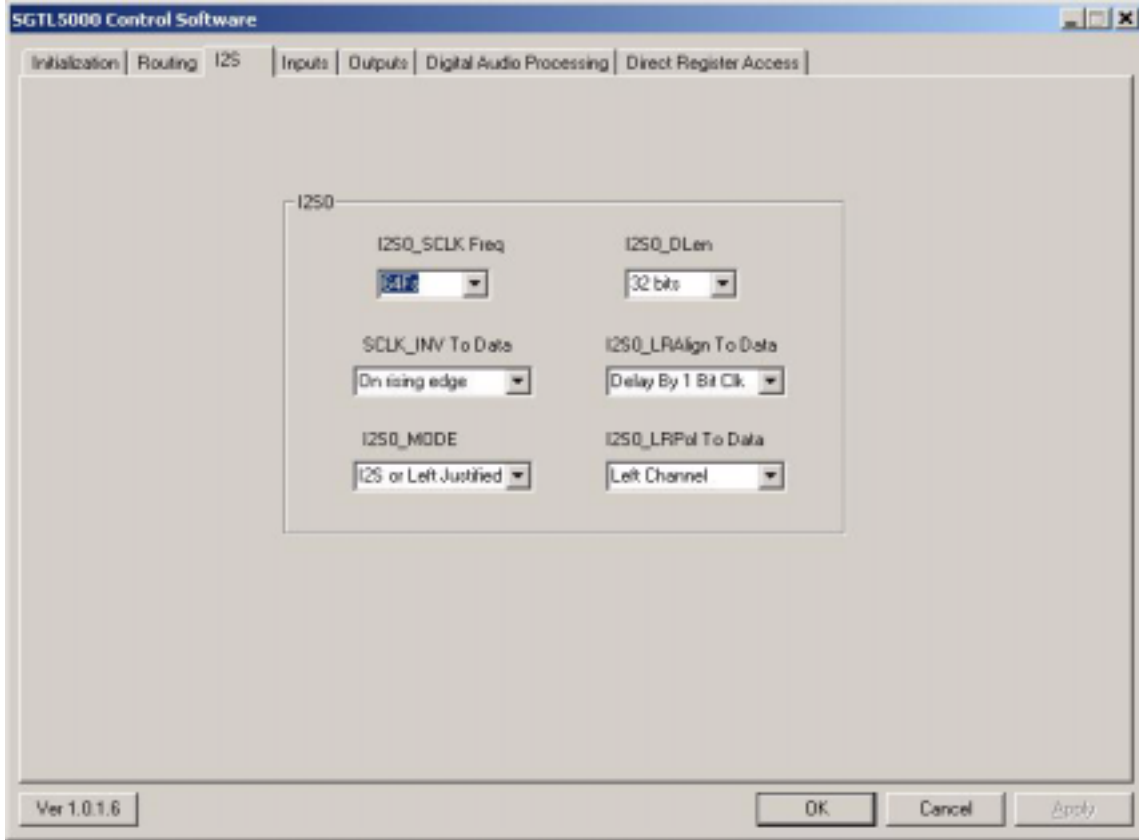 SGTL5000 Control Software
Initialization Routing I2S Inputs Outputs Digital Audio Processing Direct Register Access
I2S0
I2S0_SCLK Freq I2S0_DLen
64Fs 32 bits
SCLK_INV To Data I2S0_LRAlign To Data
On rising edge Delay By 1 Bit Clk
I2S0_MODE I2S0_LRPol To Data
I2S or Left Justified Left Channel
Ver 1.0.1.6 OK Cancel Apply